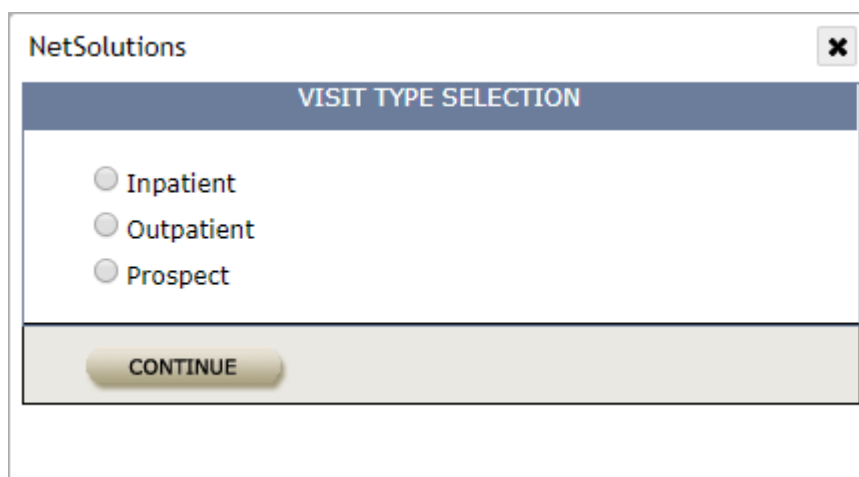 NetSolutions
VISIT TYPE SELECTION
Inpatient
Outpatient
Prospect
CONTINUE